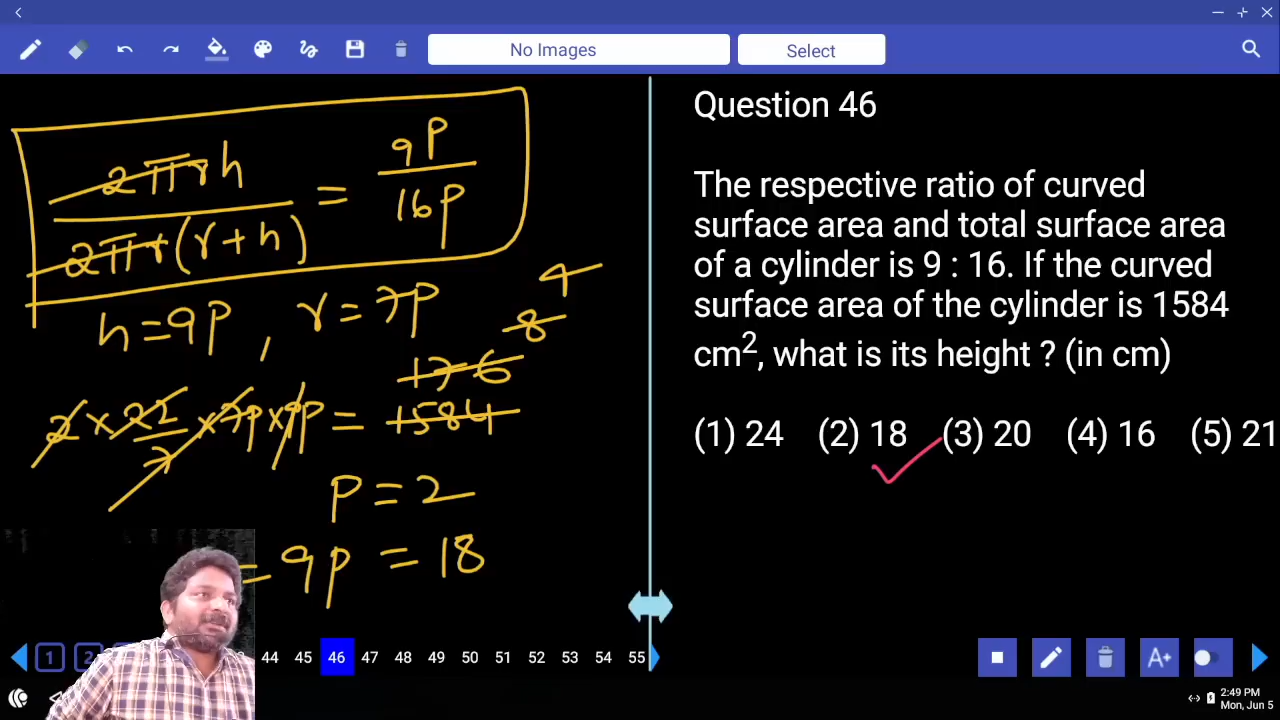 No Images
Select
2πrh / 2πr(r+h) = 9P / 16P
h=9P, r=7P
4
8
176
2×22/7×7P×9P=1584
P=2
= 9P = 18
Question 46
The respective ratio of curved
surface area and total surface area
of a cylinder is 9 : 16. If the curved
surface area of the cylinder is 1584
cm², what is its height ? (in cm)
(1) 24 (2) 18 (3) 20 (4) 16 (5) 21
1 2 44 45 46 47 48 49 50 51 52 53 54 55
A+
2:49 PM
Mon, Jun 5